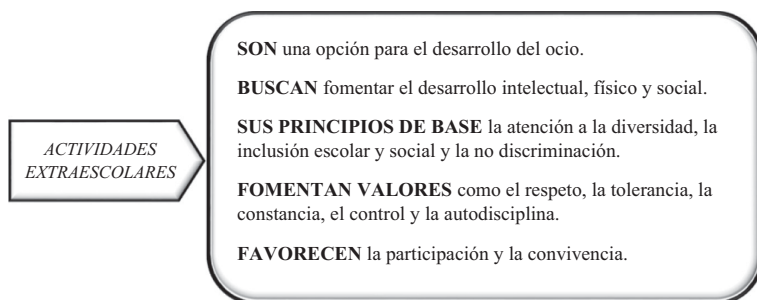 ACTIVIDADES
EXTRAESCOLARES
SON una opción para el desarrollo del ocio.
BUSCAN fomentar el desarrollo intelectual, físico y social.
SUS PRINCIPIOS DE BASE la atención a la diversidad, la
inclusión escolar y social y la no discriminación.
FOMENTAN VALORES como el respeto, la tolerancia, la
constancia, el control y la autodisciplina.
FAVORECEN la participación y la convivencia.